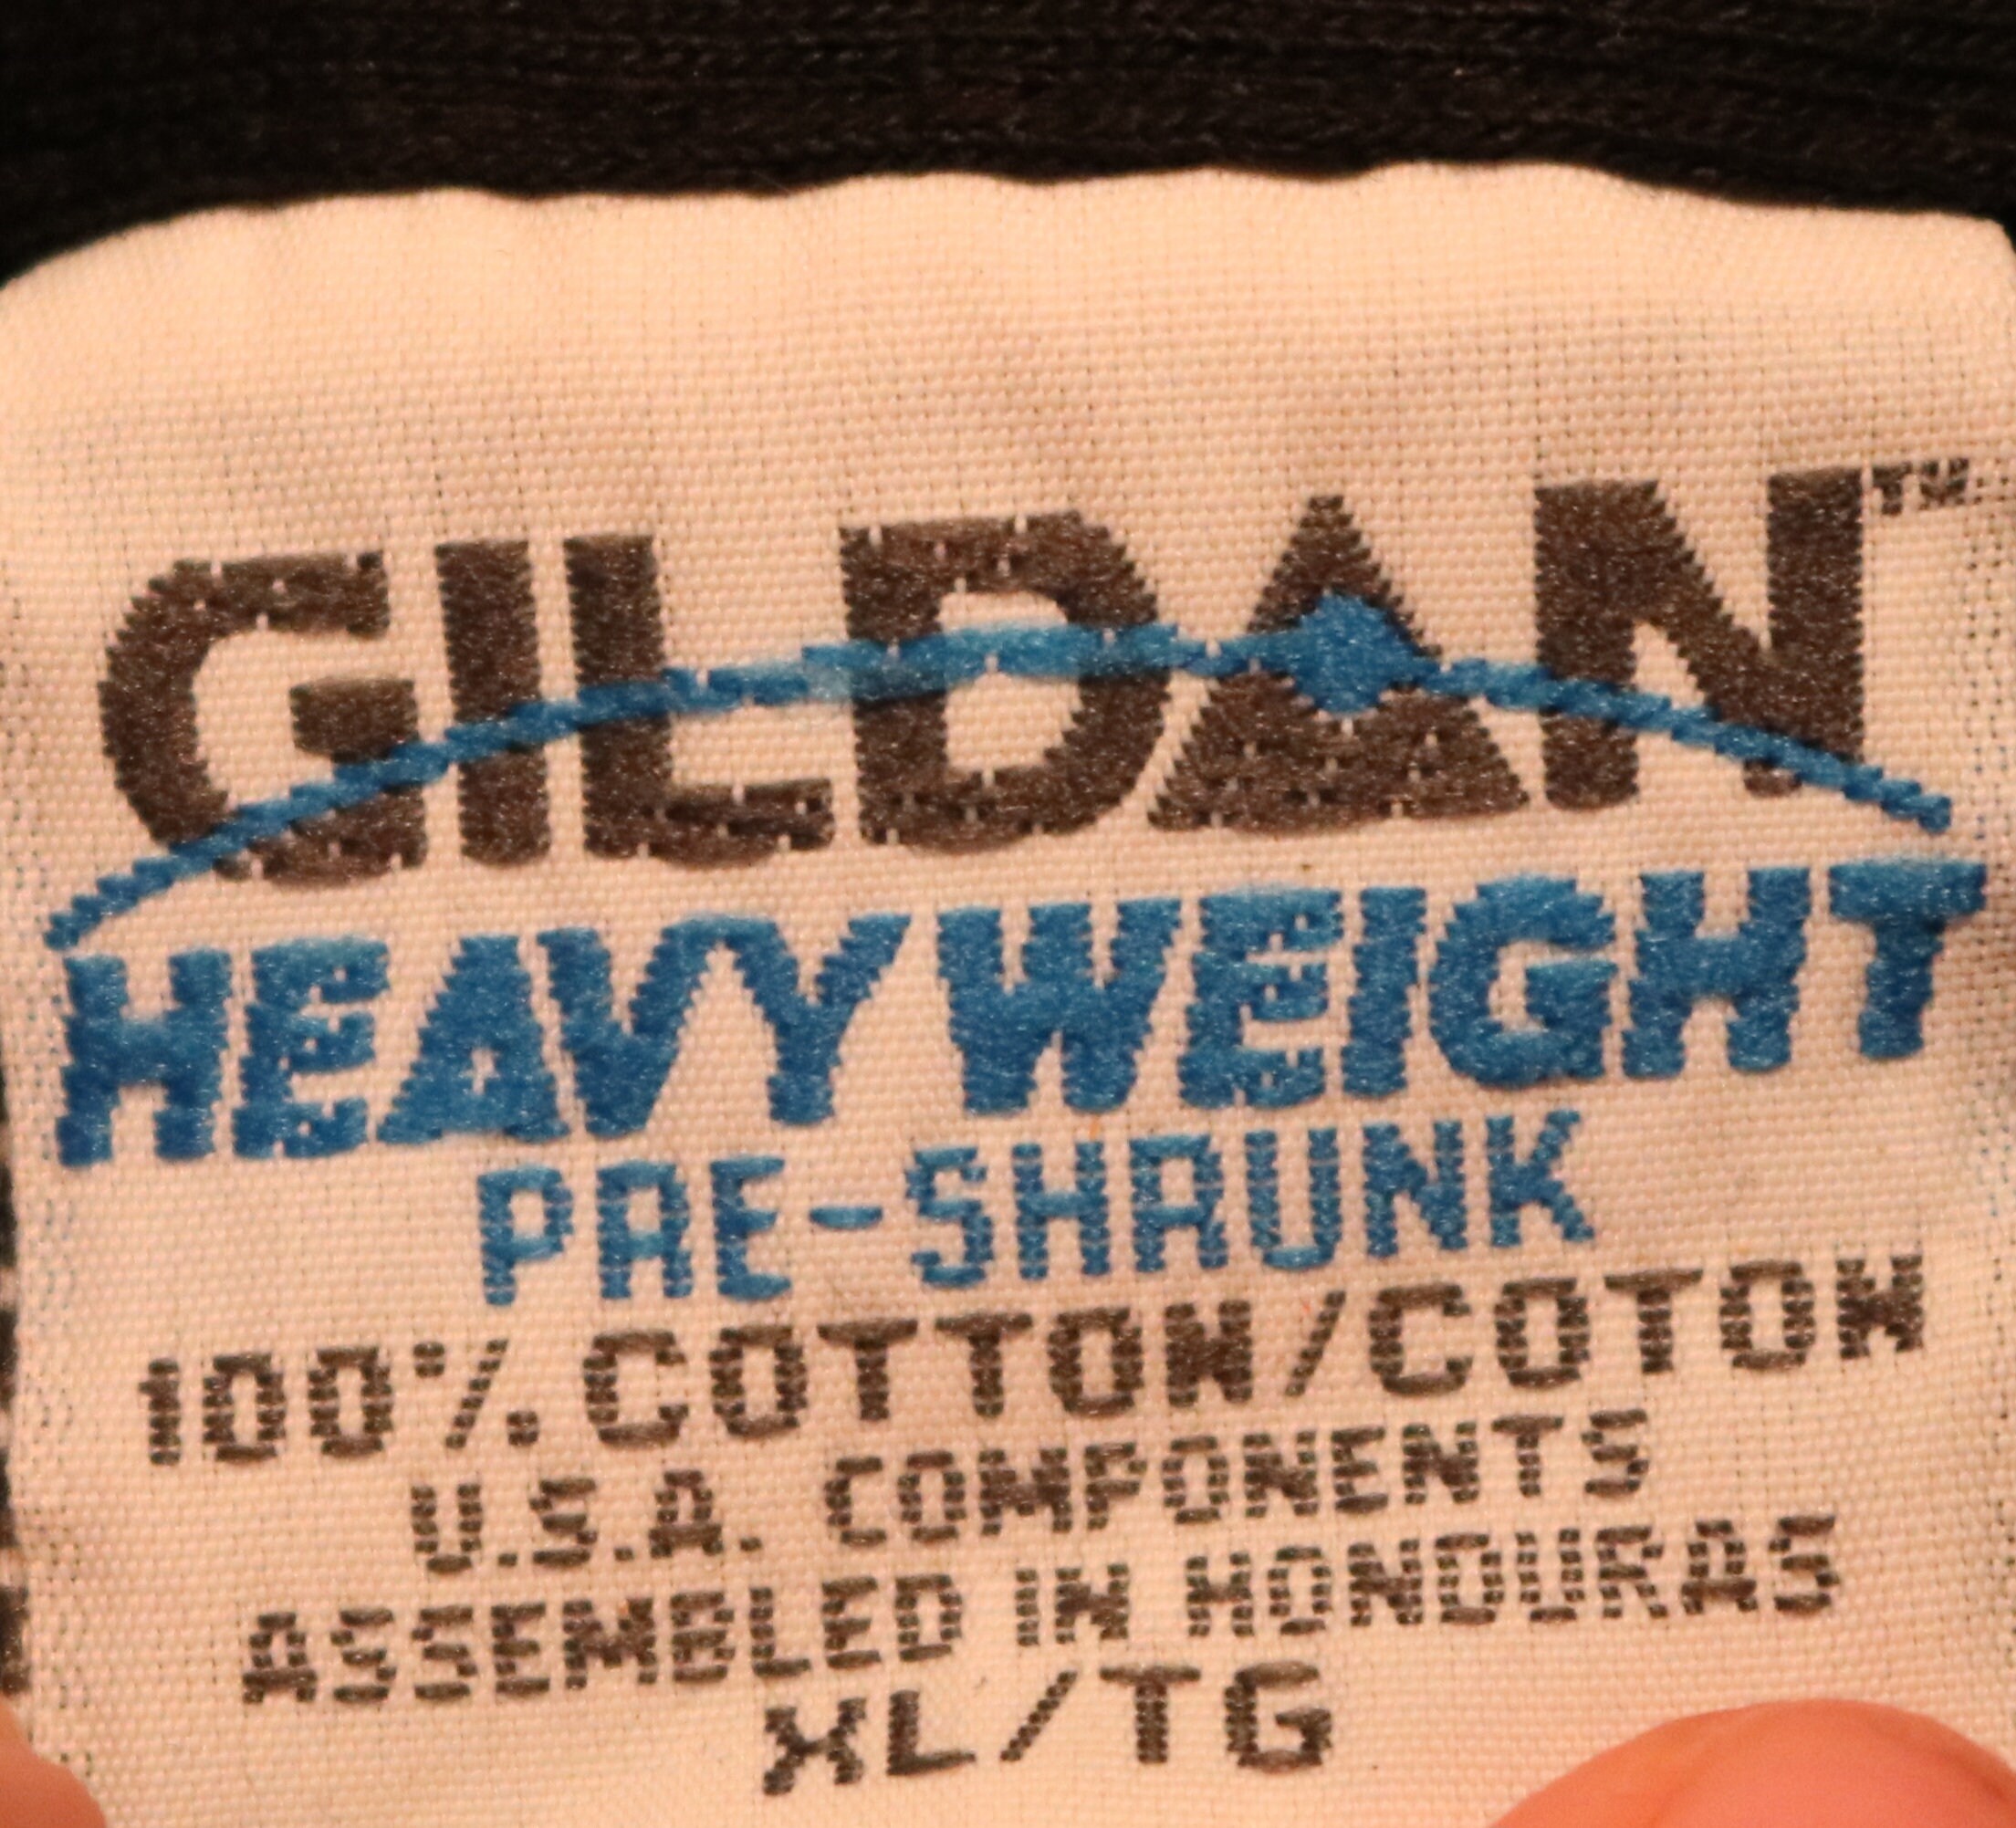 GILDAN™
HEAVYWEIGHT
PRE-SHRUNK
100% COTTON/COTON
U.S.A. COMPONENTS
ASSEMBLED IN HONDURAS
XL/TG